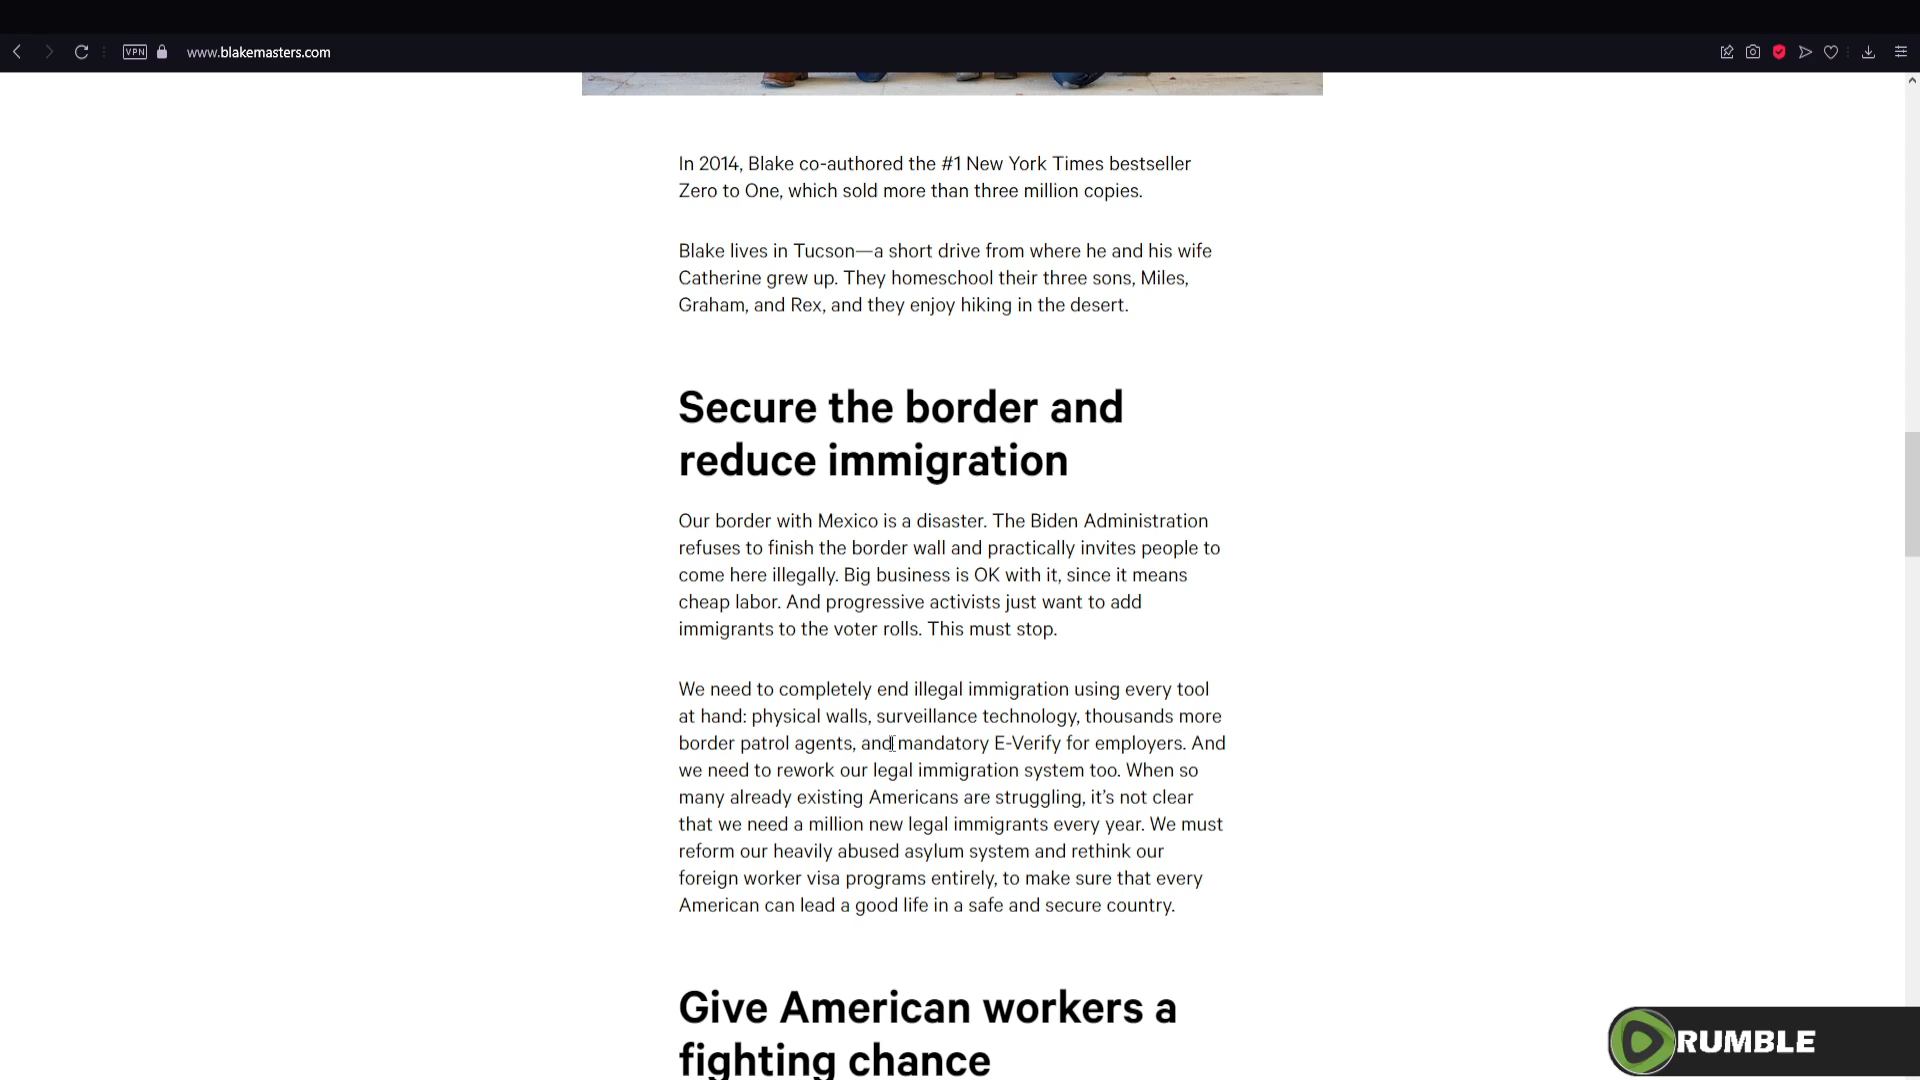 VPN www.blakemasters.com
In 2014, Blake co-authored the #1 New York Times bestseller
Zero to One, which sold more than three million copies.
Blake lives in Tucson—a short drive from where he and his wife
Catherine grew up. They homeschool their three sons, Miles,
Graham, and Rex, and they enjoy hiking in the desert.
Secure the border and
reduce immigration
Our border with Mexico is a disaster. The Biden Administration
refuses to finish the border wall and practically invites people to
come here illegally. Big business is OK with it, since it means
cheap labor. And progressive activists just want to add
immigrants to the voter rolls. This must stop.
We need to completely end illegal immigration using every tool
at hand: physical walls, surveillance technology, thousands more
border patrol agents, and mandatory E-Verify for employers. And
we need to rework our legal immigration system too. When so
many already existing Americans are struggling, it’s not clear
that we need a million new legal immigrants every year. We must
reform our heavily abused asylum system and rethink our
foreign worker visa programs entirely, to make sure that every
American can lead a good life in a safe and secure country.
Give American workers a
fighting chance
RUMBLE